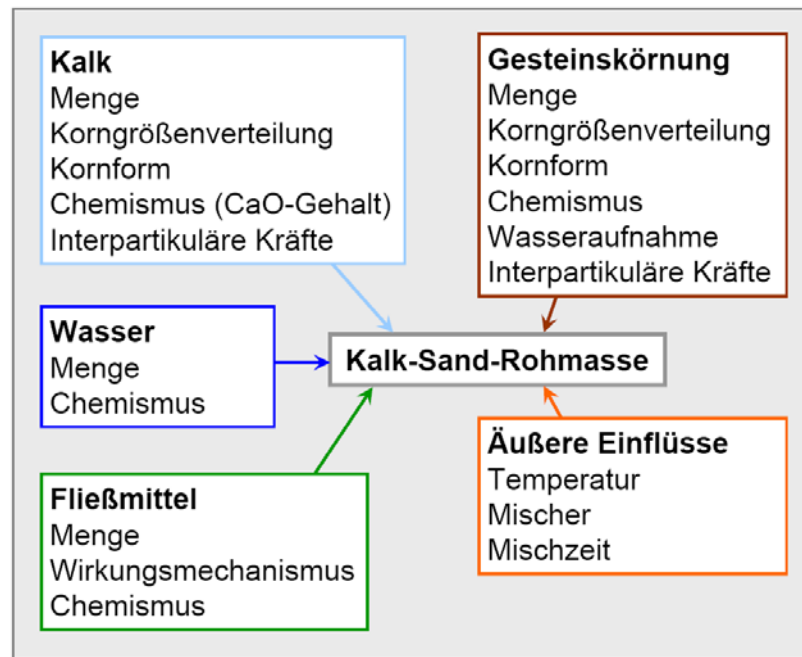 Kalk
Menge
Korngrößenverteilung
Kornform
Chemismus (CaO-Gehalt)
Interpartikuläre Kräfte
Gesteinskörnung
Menge
Korngrößenverteilung
Kornform
Chemismus
Wasseraufnahme
Interpartikuläre Kräfte
Wasser
Menge
Chemismus
Kalk-Sand-Rohmasse
Fließmittel
Menge
Wirkungsmechanismus
Chemismus
Äußere Einflüsse
Temperatur
Mischer
Mischzeit